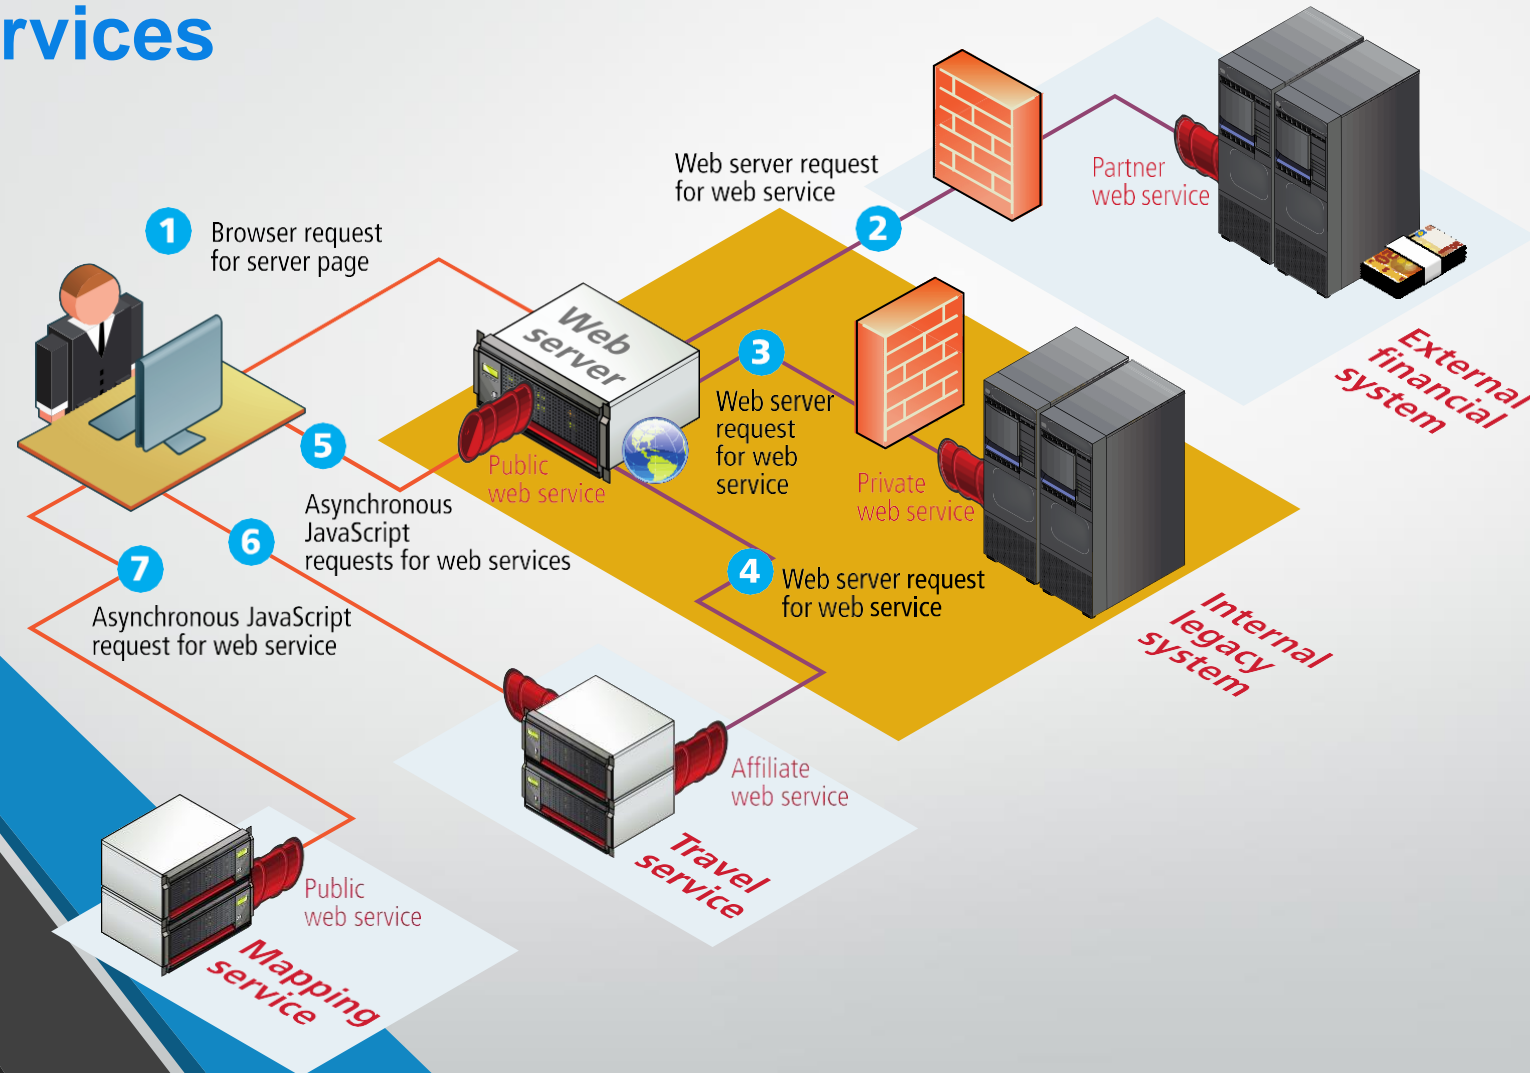 rvices
1
Browser request
for server page
Web server request
for web service
2
Partner
web service
External
financial
system
Web
server
3
Web server
request
for web
service
Public
web service
Private
web service
Internal
legacy
system
4
Web server request
for web service
5
Asynchronous
JavaScript
requests for web services
6
7
Asynchronous JavaScript
request for web service
Affiliate
web service
Travel
service
Public
web service
Mapping
service